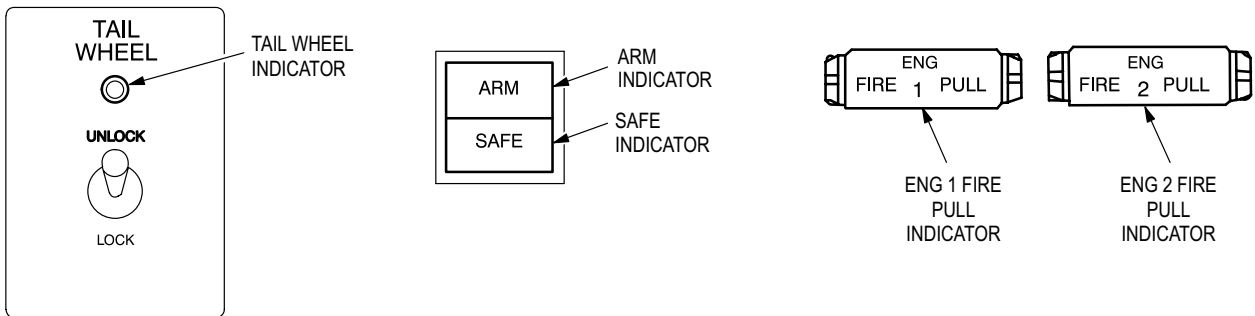 TAIL
WHEEL
TAIL WHEEL
INDICATOR
UNLOCK
LOCK
ARM
SAFE
ARM
INDICATOR
SAFE
INDICATOR
ENG
FIRE 1 PULL
ENG
FIRE 2 PULL
ENG 1 FIRE
PULL
INDICATOR
ENG 2 FIRE
PULL
INDICATOR